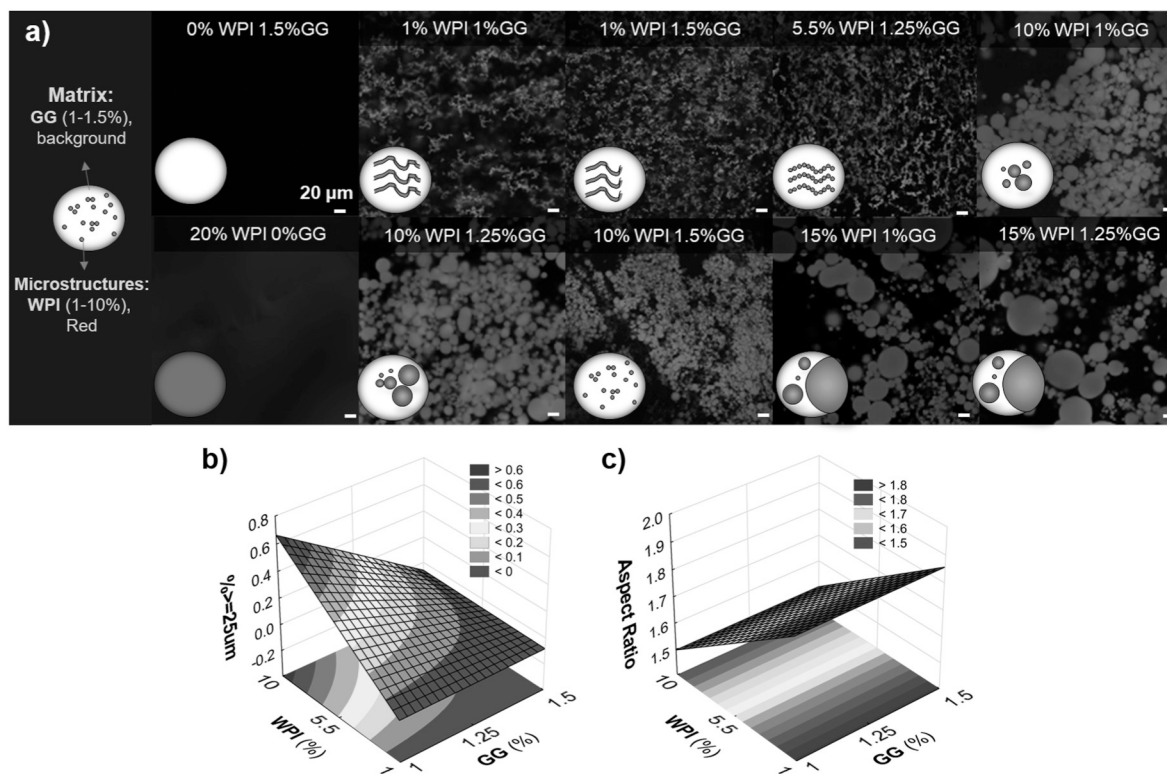 a)
Matrix:
GG (1-1.5%),
background
Microstructures:
WPI (1-10%),
Red
0% WPI 1.5%GG
20 µm
1% WPI 1%GG
1% WPI 1.5%GG
5.5% WPI 1.25%GG
10% WPI 1%GG
20% WPI 0%GG
10% WPI 1.25%GG
10% WPI 1.5%GG
15% WPI 1%GG
15% WPI 1.25%GG
b)
> 0.6
< 0.6
< 0.5
< 0.4
< 0.3
< 0.2
< 0.1
< 0
0.8
0.6
0.4
0.2
0.0
-0.2
%>=25um
10
5.5
1
WPI (%)
1
1.25
1.5
GG (%)
c)
> 1.8
< 1.8
< 1.7
< 1.6
< 1.5
2.0
1.9
1.8
1.7
1.6
1.5
Aspect Ratio
10
5.5
1
WPI (%)
1
1.25
1.5
GG (%)